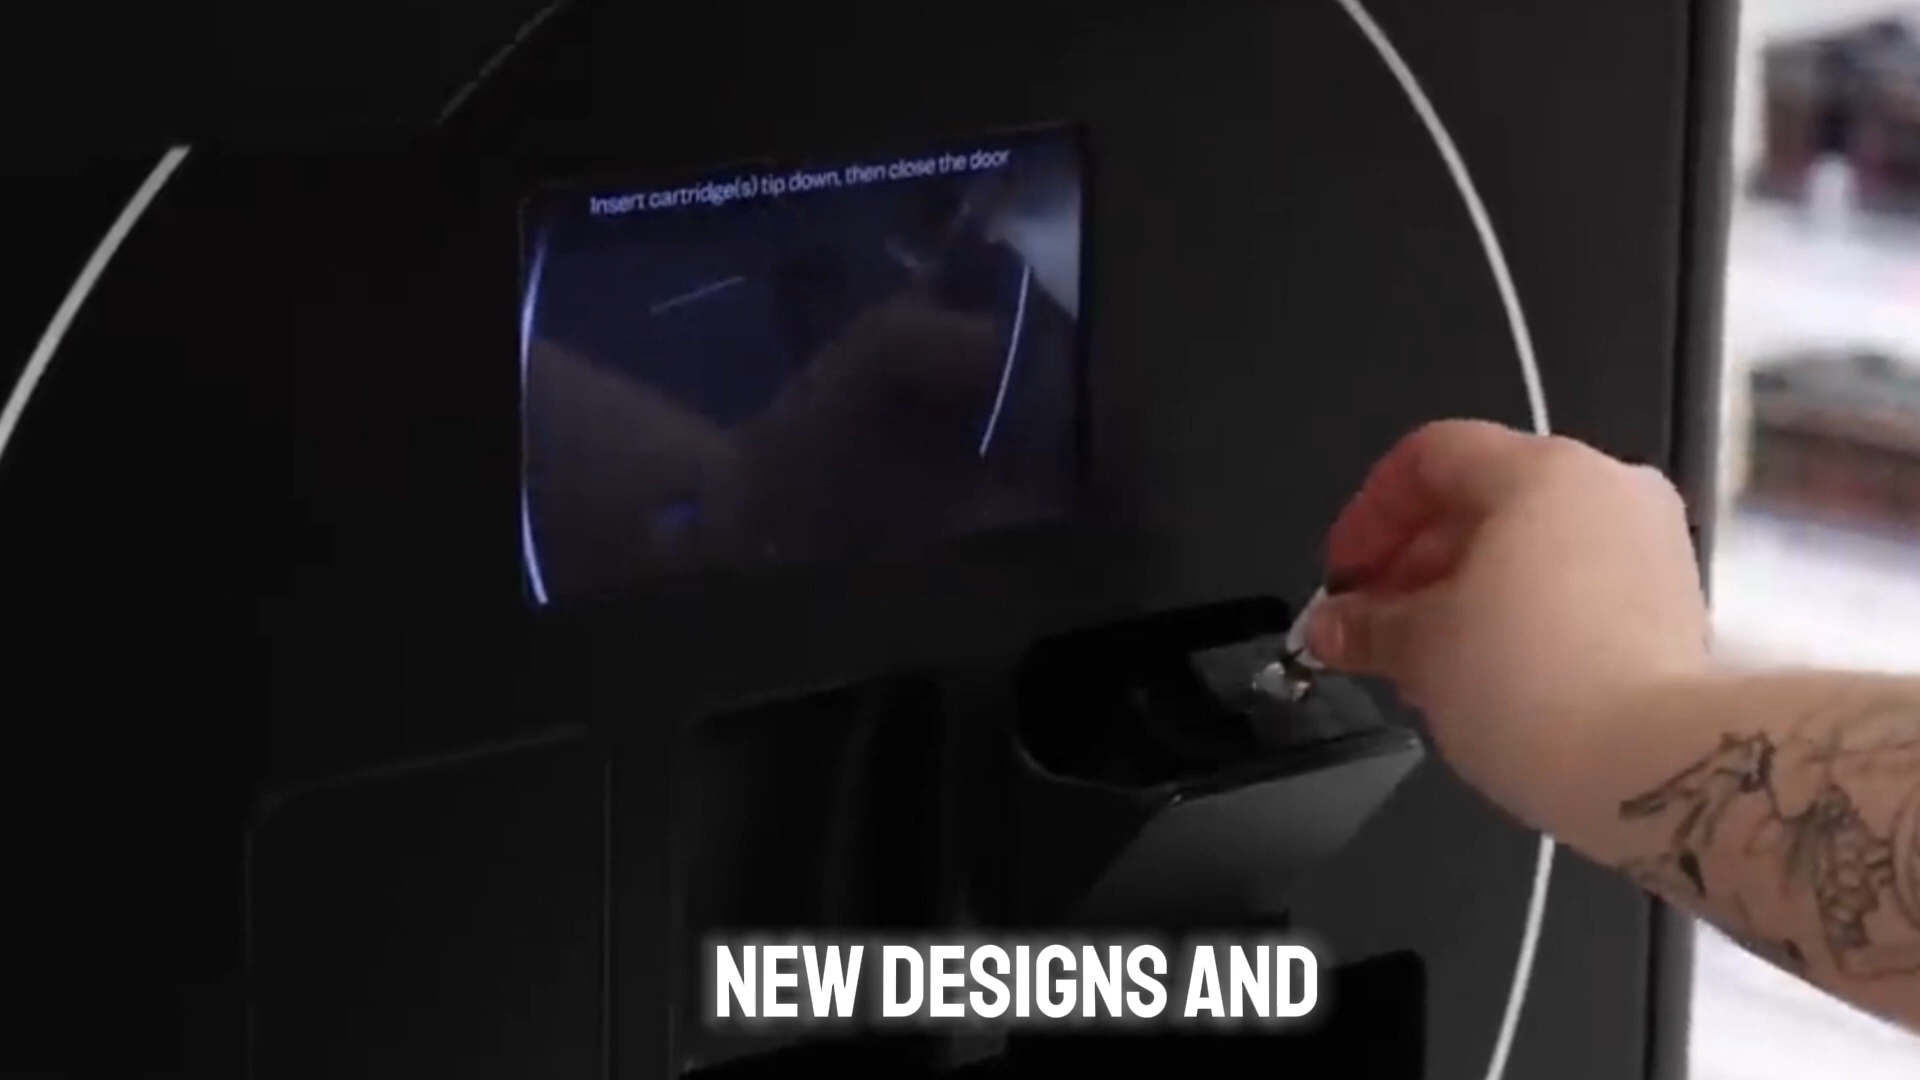 Insert cartridge(s) tip down, then close the door
NEW DESIGNS AND